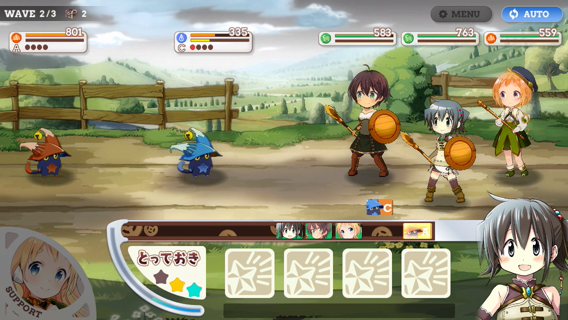 WAVE 2/3 2
MENU
AUTO
801
A
335
C
583
763
559
C
とっておき
SUPPORT